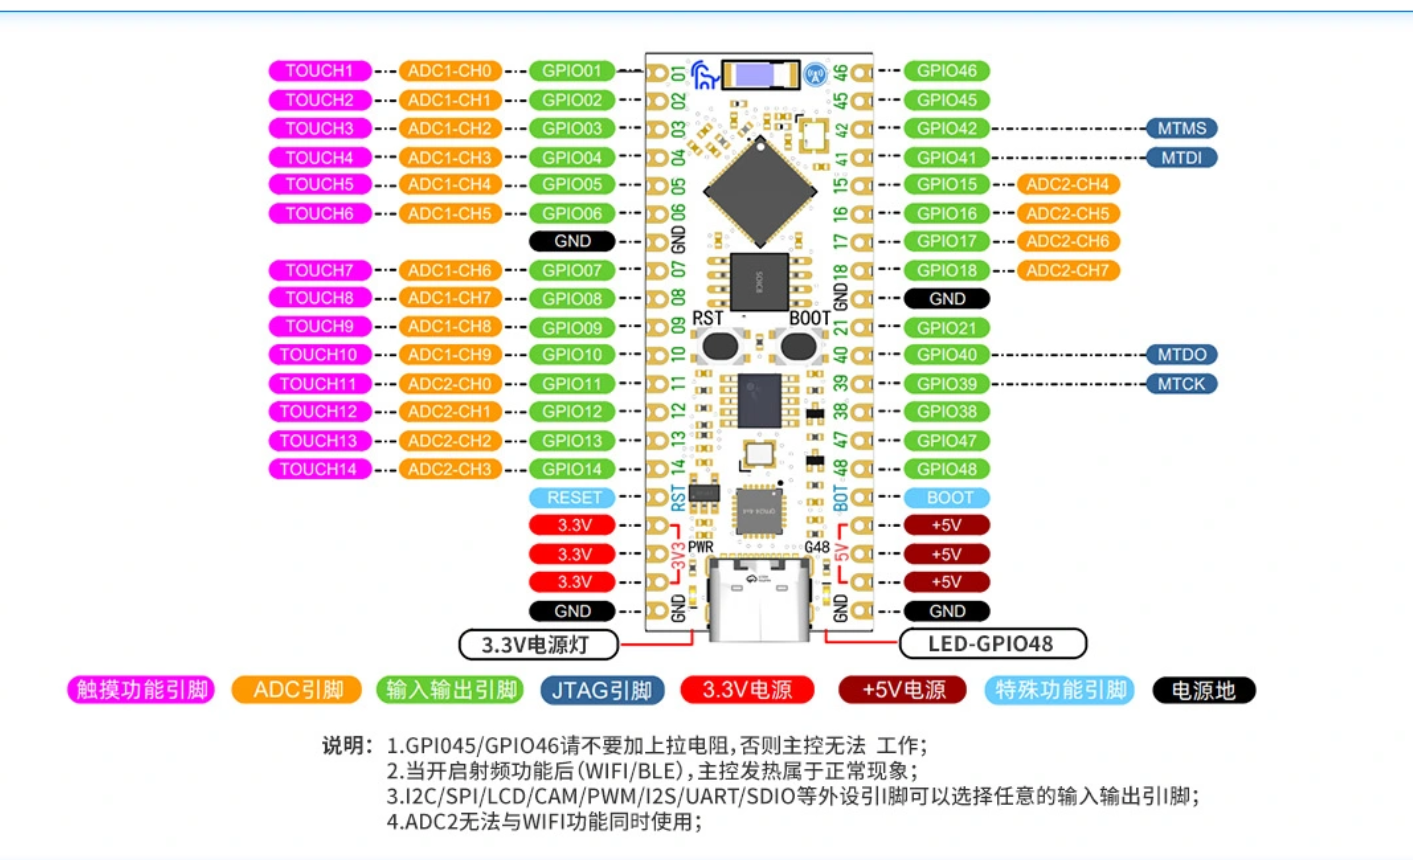 TOUCH1 ADC1-CH0 GPIO01 01 46 GPIO46
TOUCH2 ADC1-CH1 GPIO02 02 45 GPIO45
TOUCH3 ADC1-CH2 GPIO03 03 42 GPIO42 MTMS
TOUCH4 ADC1-CH3 GPIO04 04 41 GPIO41 MTDI
TOUCH5 ADC1-CH4 GPIO05 05 15 GPIO15 ADC2-CH4
TOUCH6 ADC1-CH5 GPIO06 06 16 GPIO16 ADC2-CH5
GND GND 17 GPIO17 ADC2-CH6
TOUCH7 ADC1-CH6 GPIO07 07 18 GPIO18 ADC2-CH7
TOUCH8 ADC1-CH7 GPIO08 08 SOIC8 GND GND
RST BOOT
TOUCH9 ADC1-CH8 GPIO09 09 21 GPIO21
TOUCH10 ADC1-CH9 GPIO10 10 40 GPIO40 MTDO
TOUCH11 ADC2-CH0 GPIO11 11 39 GPIO39 MTCK
TOUCH12 ADC2-CH1 GPIO12 12 38 GPIO38
TOUCH13 ADC2-CH2 GPIO13 13 47 GPIO47
TOUCH14 ADC2-CH3 GPIO14 14 48 GPIO48
RESET RST BOT BOOT
3.3V +5V
PWR G48
3.3V 3V3 5V +5V
3.3V +5V
GND GND GND GND
3.3V电源灯 LED-GPIO48
触摸功能引脚 ADC引脚 输入输出引脚 JTAG引脚 3.3V电源 +5V电源 特殊功能引脚 电源地
说明：1.GPI045/GPIO46请不要加上拉电阻,否则主控无法 工作；
2.当开启射频功能后(WIFI/BLE),主控发热属于正常现象；
3.I2C/SPI/LCD/CAM/PWM/I2S/UART/SDIO等外设引I脚可以选择任意的输入输出引I脚；
4.ADC2无法与WIFI功能同时使用；